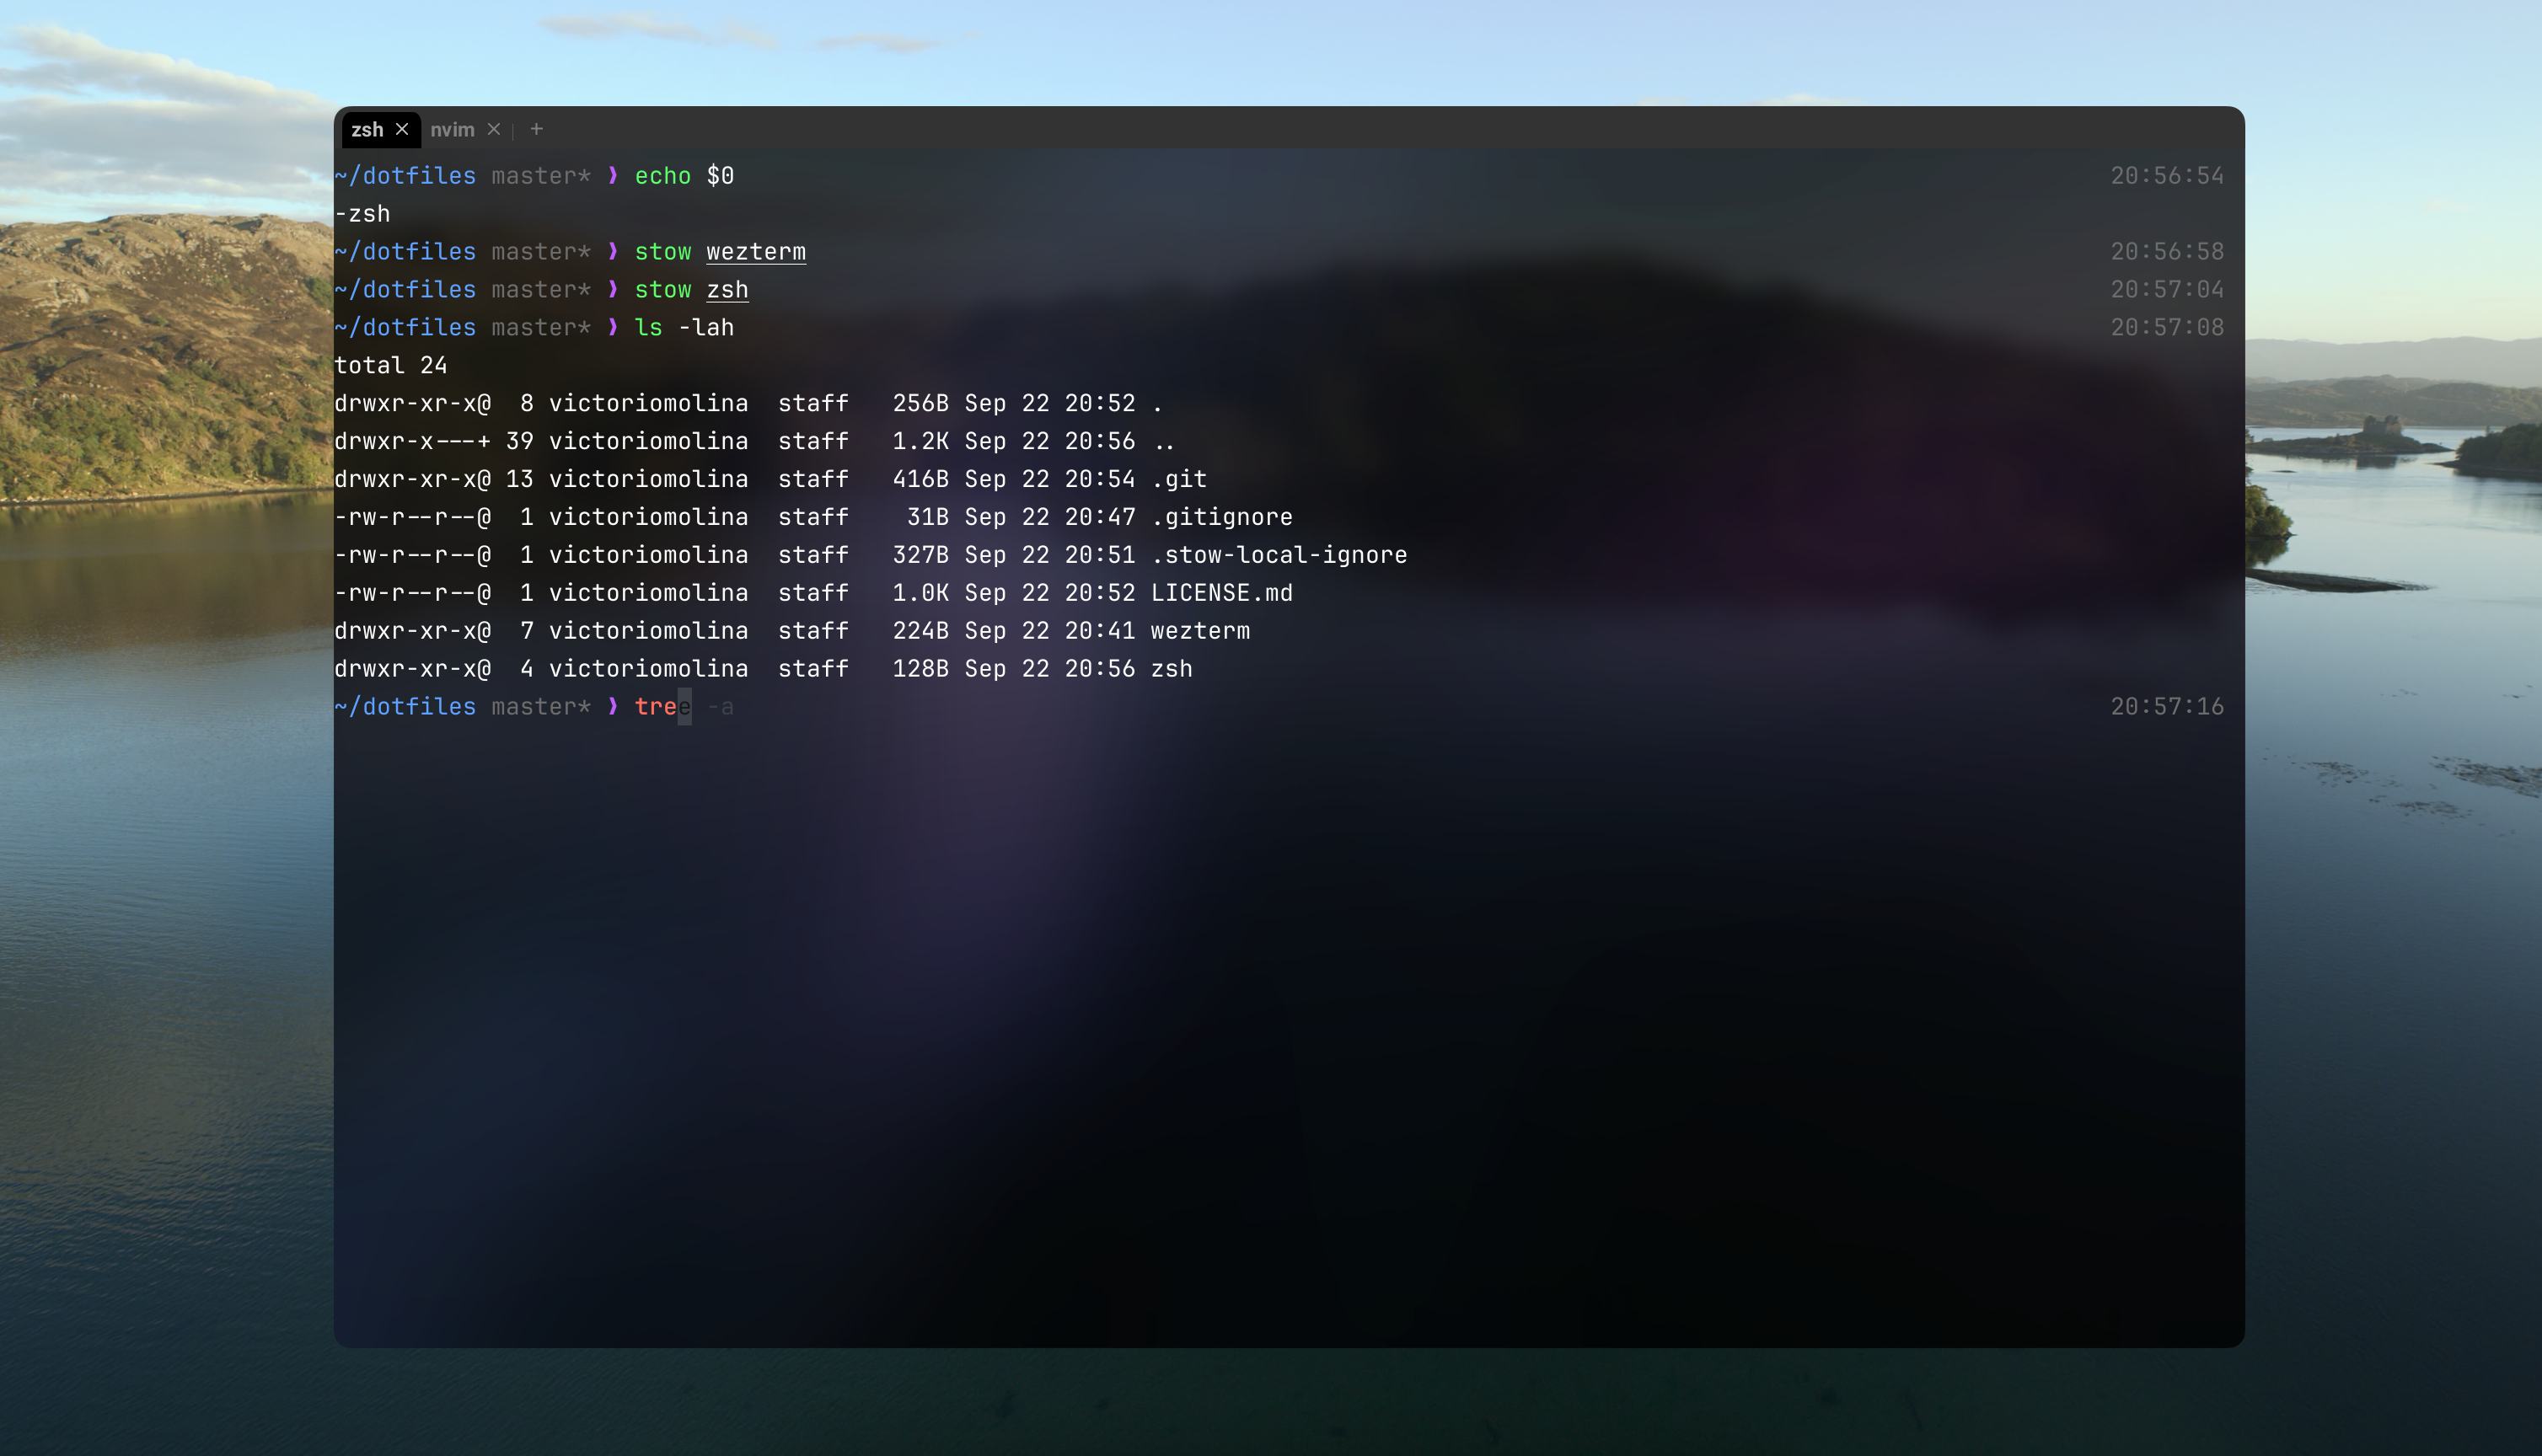 zsh × nvim × | +
~/dotfiles master* ❱ echo $0 20:56:54
-zsh
~/dotfiles master* ❱ stow wezterm 20:56:58
~/dotfiles master* ❱ stow zsh 20:57:04
~/dotfiles master* ❱ ls -lah 20:57:08
total 24
drwxr-xr-x@  8 victoriomolina  staff   256B Sep 22 20:52 .
drwxr-x---+ 39 victoriomolina  staff   1.2K Sep 22 20:56 ..
drwxr-xr-x@ 13 victoriomolina  staff   416B Sep 22 20:54 .git
-rw-r--r--@  1 victoriomolina  staff    31B Sep 22 20:47 .gitignore
-rw-r--r--@  1 victoriomolina  staff   327B Sep 22 20:51 .stow-local-ignore
-rw-r--r--@  1 victoriomolina  staff   1.0K Sep 22 20:52 LICENSE.md
drwxr-xr-x@  7 victoriomolina  staff   224B Sep 22 20:41 wezterm
drwxr-xr-x@  4 victoriomolina  staff   128B Sep 22 20:56 zsh
~/dotfiles master* ❱ tree -a 20:57:16